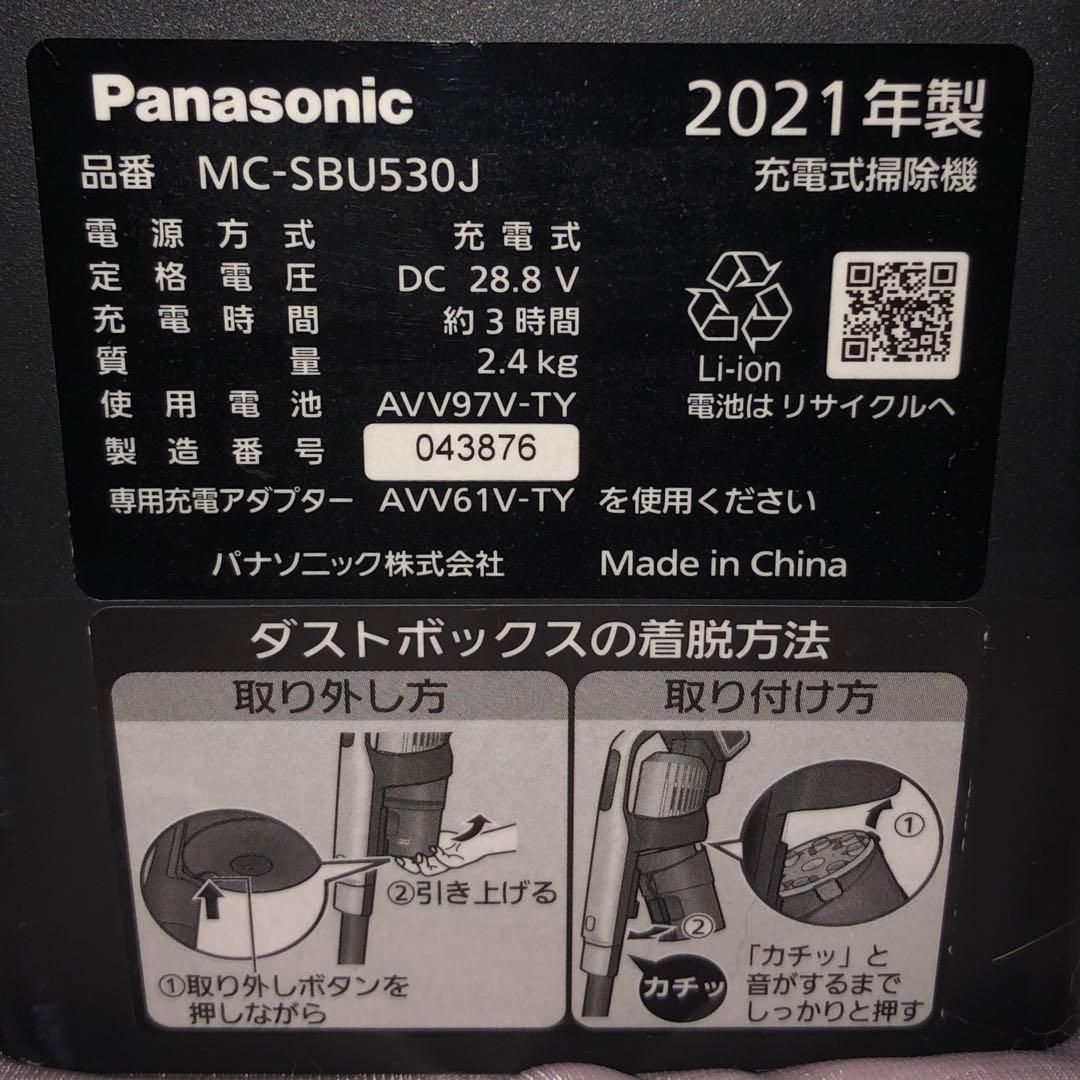 Panasonic 2021年製
品番 MC-SBU530J 充電式掃除機
電源方式 充電式
定格電圧 DC 28.8 V
充電時間 約3時間
質量 2.4kg
使用電池 AVV97V-TY
製造番号 043876
Li-ion
電池はリサイクルへ
専用充電アダプター AVV61V-TY を使用ください
パナソニック株式会社 Made in China
ダストボックスの着脱方法
取り外し方
②引き上げる
①取り外しボタンを
押しながら
取り付け方
①
②
カチッ
「カチッ」と
音がするまで
しっかりと押す